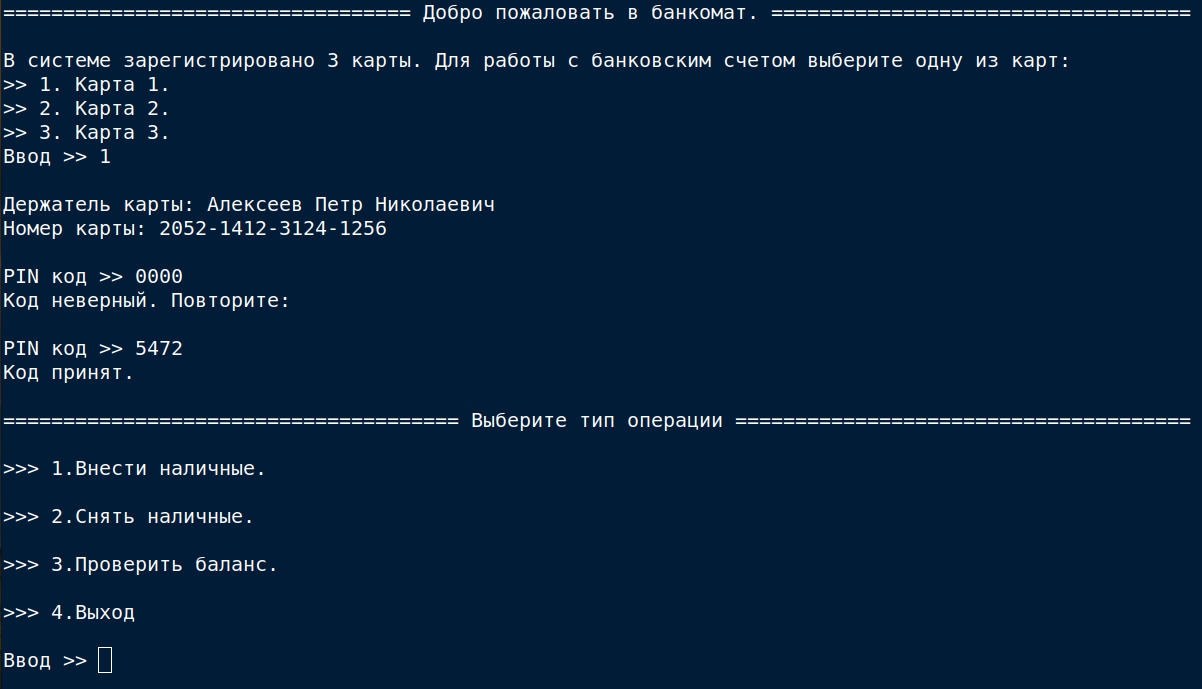 ================================== Добро пожаловать в банкомат. ===================================
В системе зарегистрировано 3 карты. Для работы с банковским счетом выберите одну из карт:
>> 1. Карта 1.
>> 2. Карта 2.
>> 3. Карта 3.
Ввод >> 1
Держатель карты: Алексеев Петр Николаевич
Номер карты: 2052-1412-3124-1256
PIN код >> 0000
Код неверный. Повторите:
PIN код >> 5472
Код принят.
====================================== Выберите тип операции ======================================
>>> 1.Внести наличные.
>>> 2.Снять наличные.
>>> 3.Проверить баланс.
>>> 4.Выход
Ввод >>